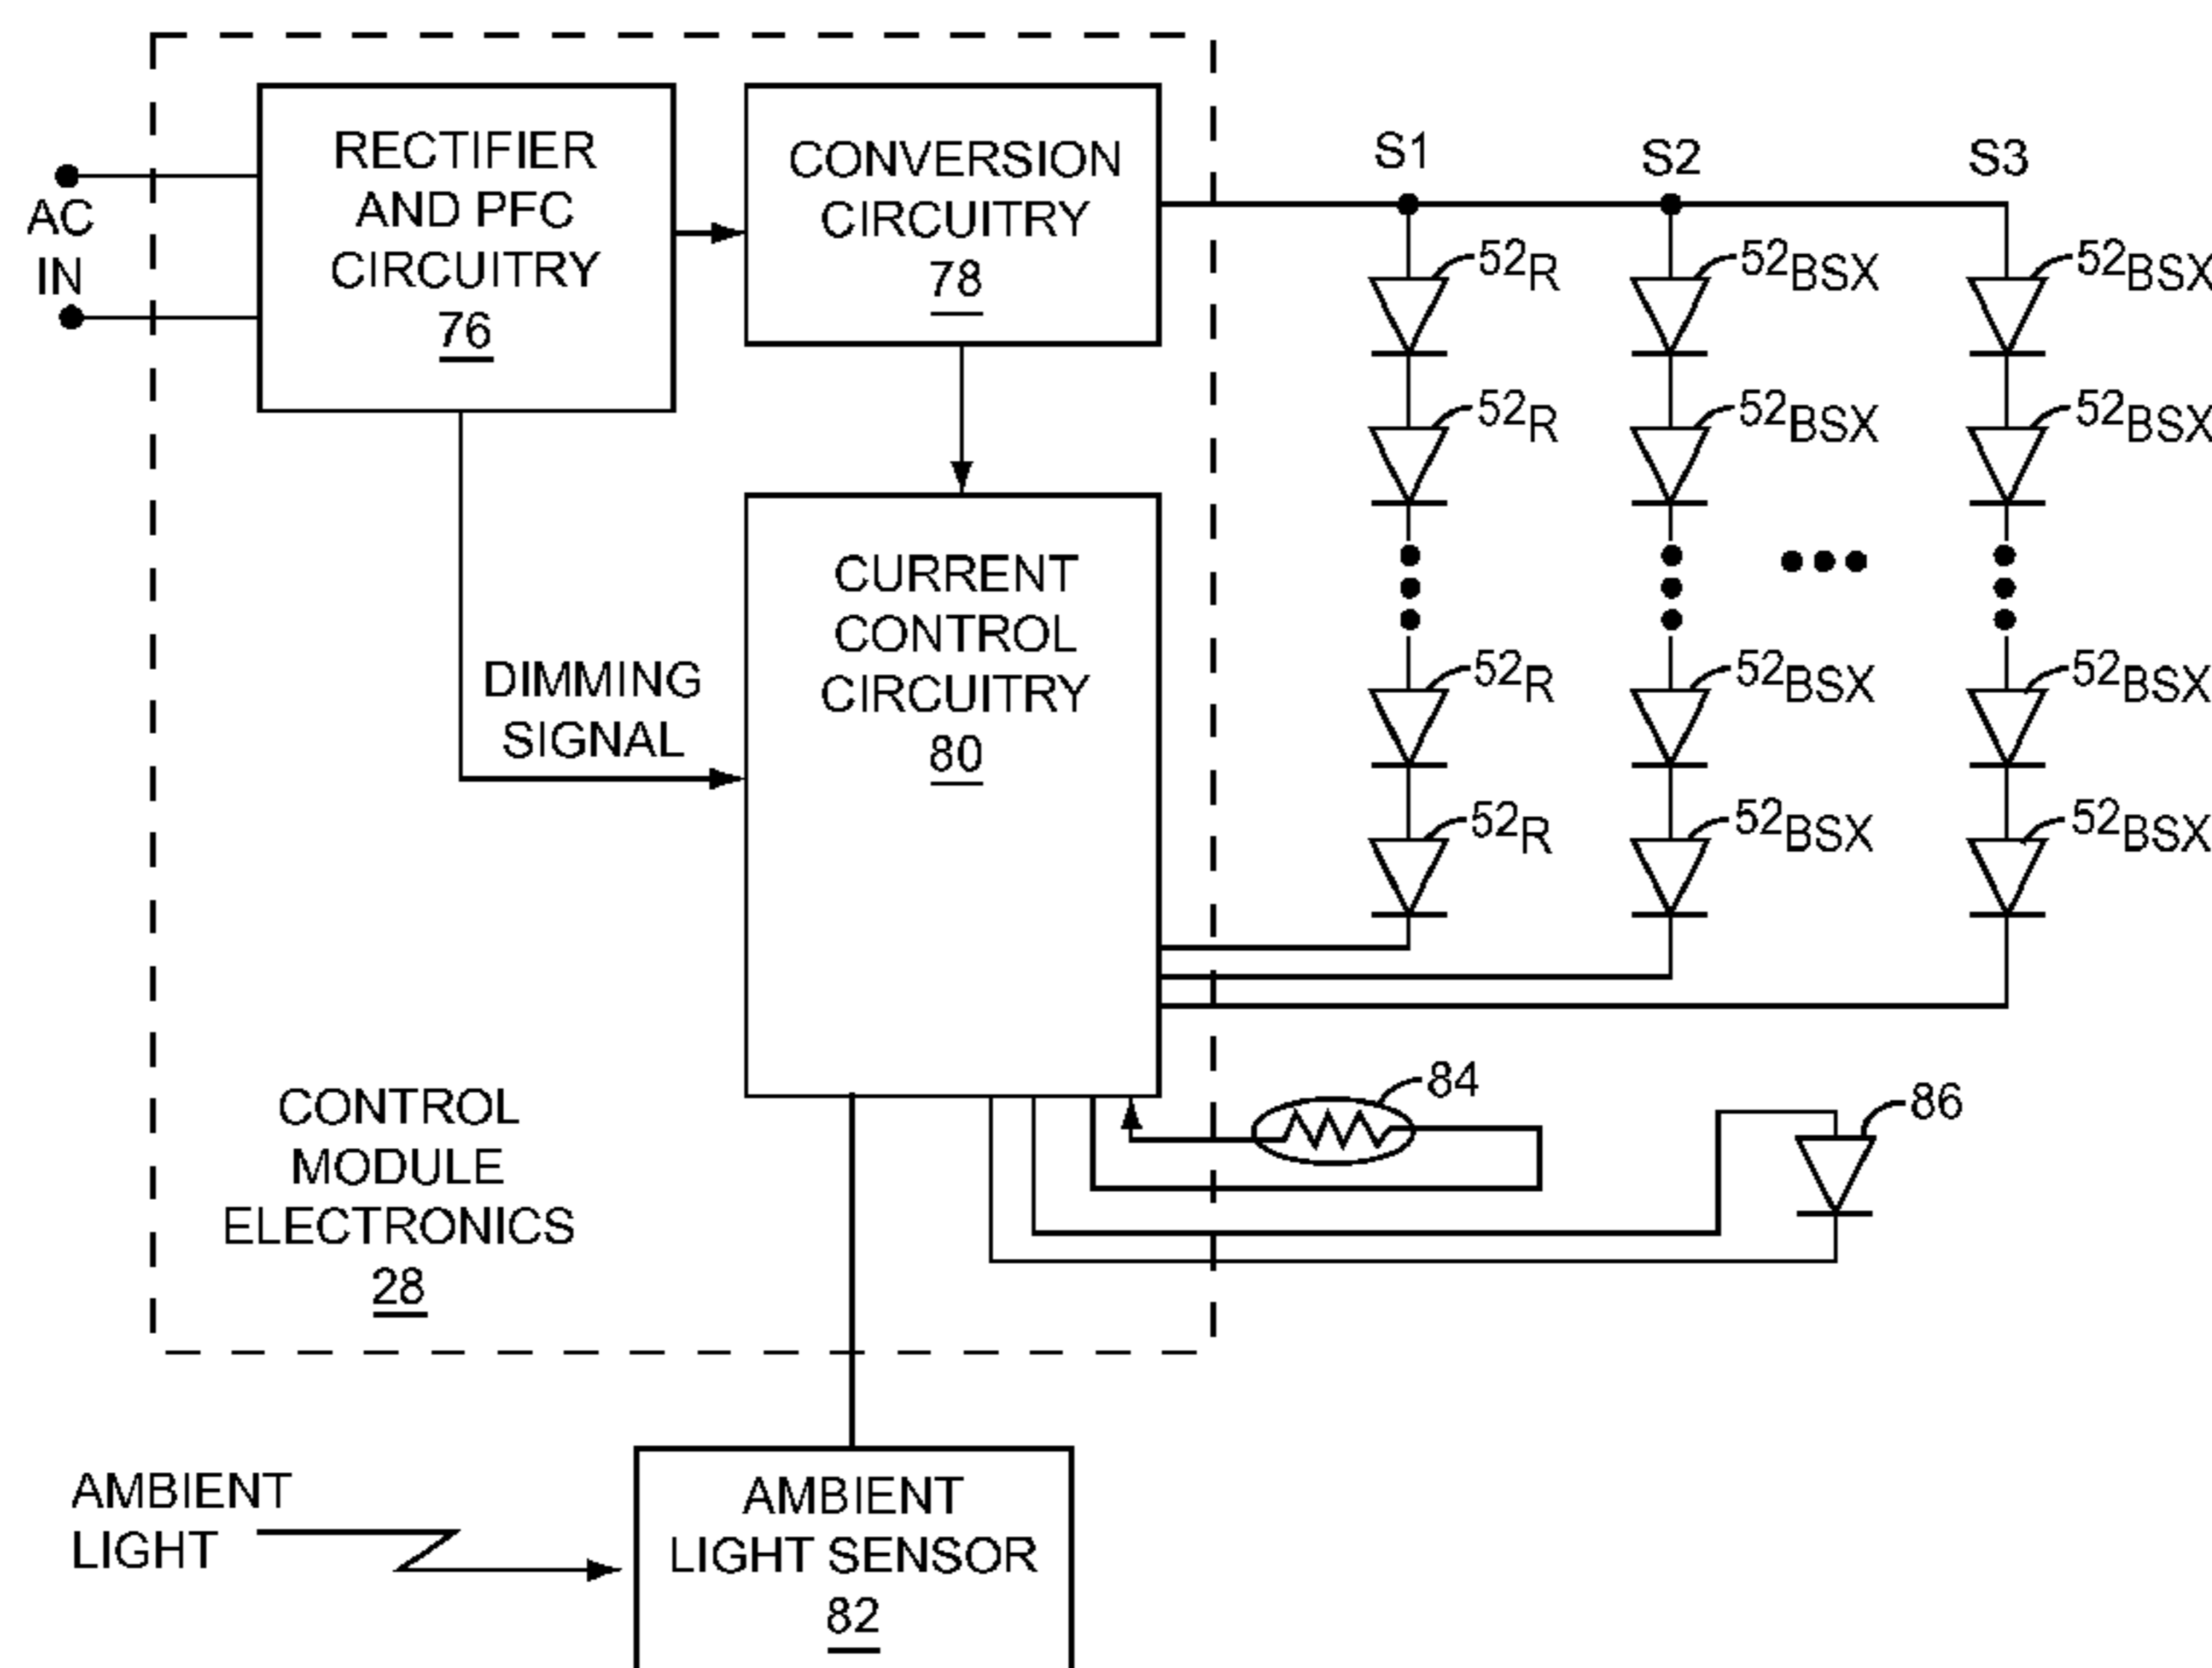 RECTIFIER
AND PFC
CIRCUITRY
76
CONVERSION
CIRCUITRY
78
S1
S2
S3
AC
IN
52R
52BSX
52BSX
52R
52BSX
52BSX
CURRENT
CONTROL
CIRCUITRY
80
DIMMING
SIGNAL
52R
52BSX
52BSX
52R
52BSX
52BSX
CONTROL
MODULE
ELECTRONICS
28
84
86
AMBIENT
LIGHT
AMBIENT
LIGHT SENSOR
82